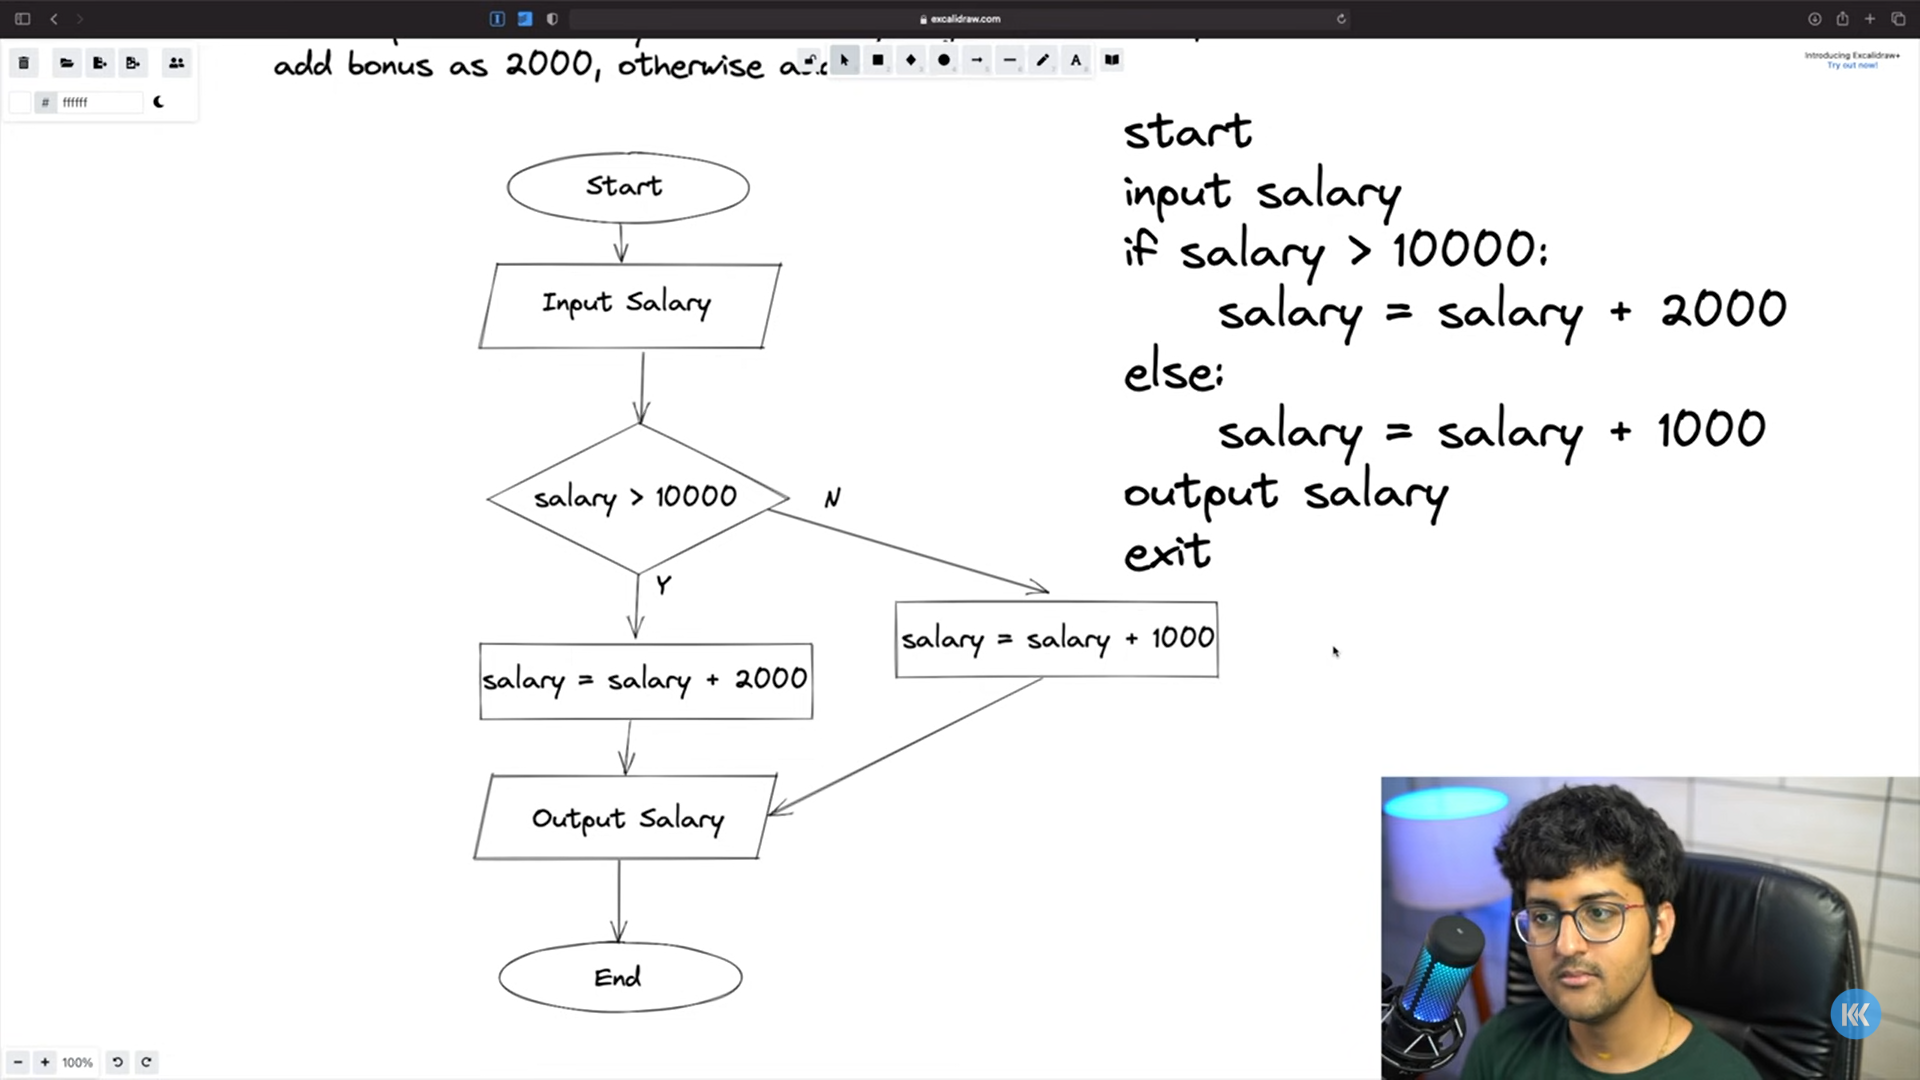 excalidraw.com
Introducing Excalidraw+
Try out now!
# ffffff
add bonus as 2000, otherwise
Start
Input Salary
salary > 10000
N
Y
salary = salary + 1000
salary = salary + 2000
Output Salary
End
start
input salary
if salary > 10000:
salary = salary + 2000
else:
salary = salary + 1000
output salary
exit
100%